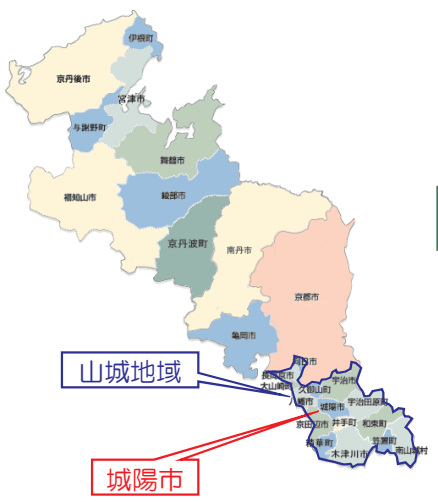 伊根町
京丹後市
宮津市
与謝野町
舞鶴市
福知山市
綾部市
京丹波町
南丹市
京都市
亀岡市
向日市
長岡京市
大山崎町
久御山町
宇治市
八幡市
城陽市
宇治田原町
京田辺市
井手町
和束町
精華町
木津川市
笠置町
南山城村
山城地域
城陽市